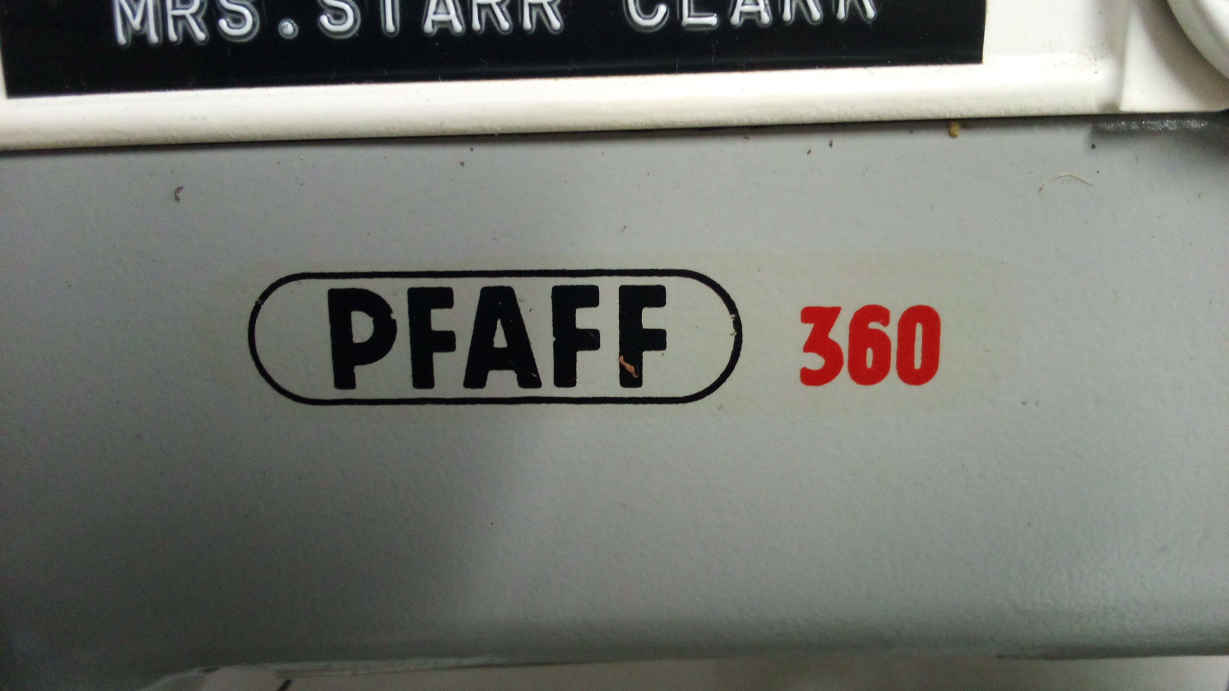 MRS. STARR CLARK
PFAFF 360